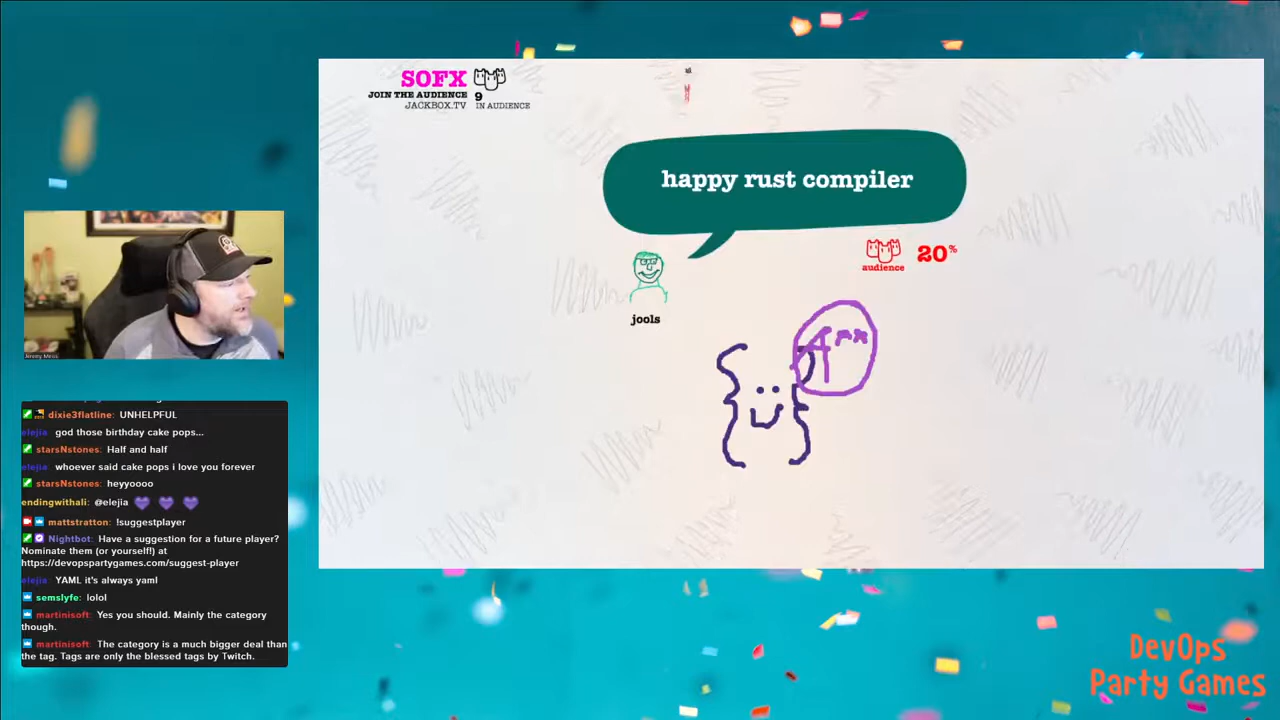 SOFX
JOIN THE AUDIENCE
JACKBOX.TV
9
IN AUDIENCE
happy rust compiler
audience
20%
jools
Jeremy Meiss
dixie3flatline: UNHELPFUL
elejia: god those birthday cake pops...
starsNstones: Half and half
elejia: whoever said cake pops i love you forever
starsNstones: heyyoooo
endingwithali: @elejia
mattstratton: !suggestplayer
Nightbot: Have a suggestion for a future player?
Nominate them (or yourself!) at
https://devopspartygames.com/suggest-player
elejia: YAML it's always yaml
semslyfe: lolol
martinisoft: Yes you should. Mainly the category
though.
martinisoft: The category is a much bigger deal than
the tag. Tags are only the blessed tags by Twitch.
DevOps
Party Games